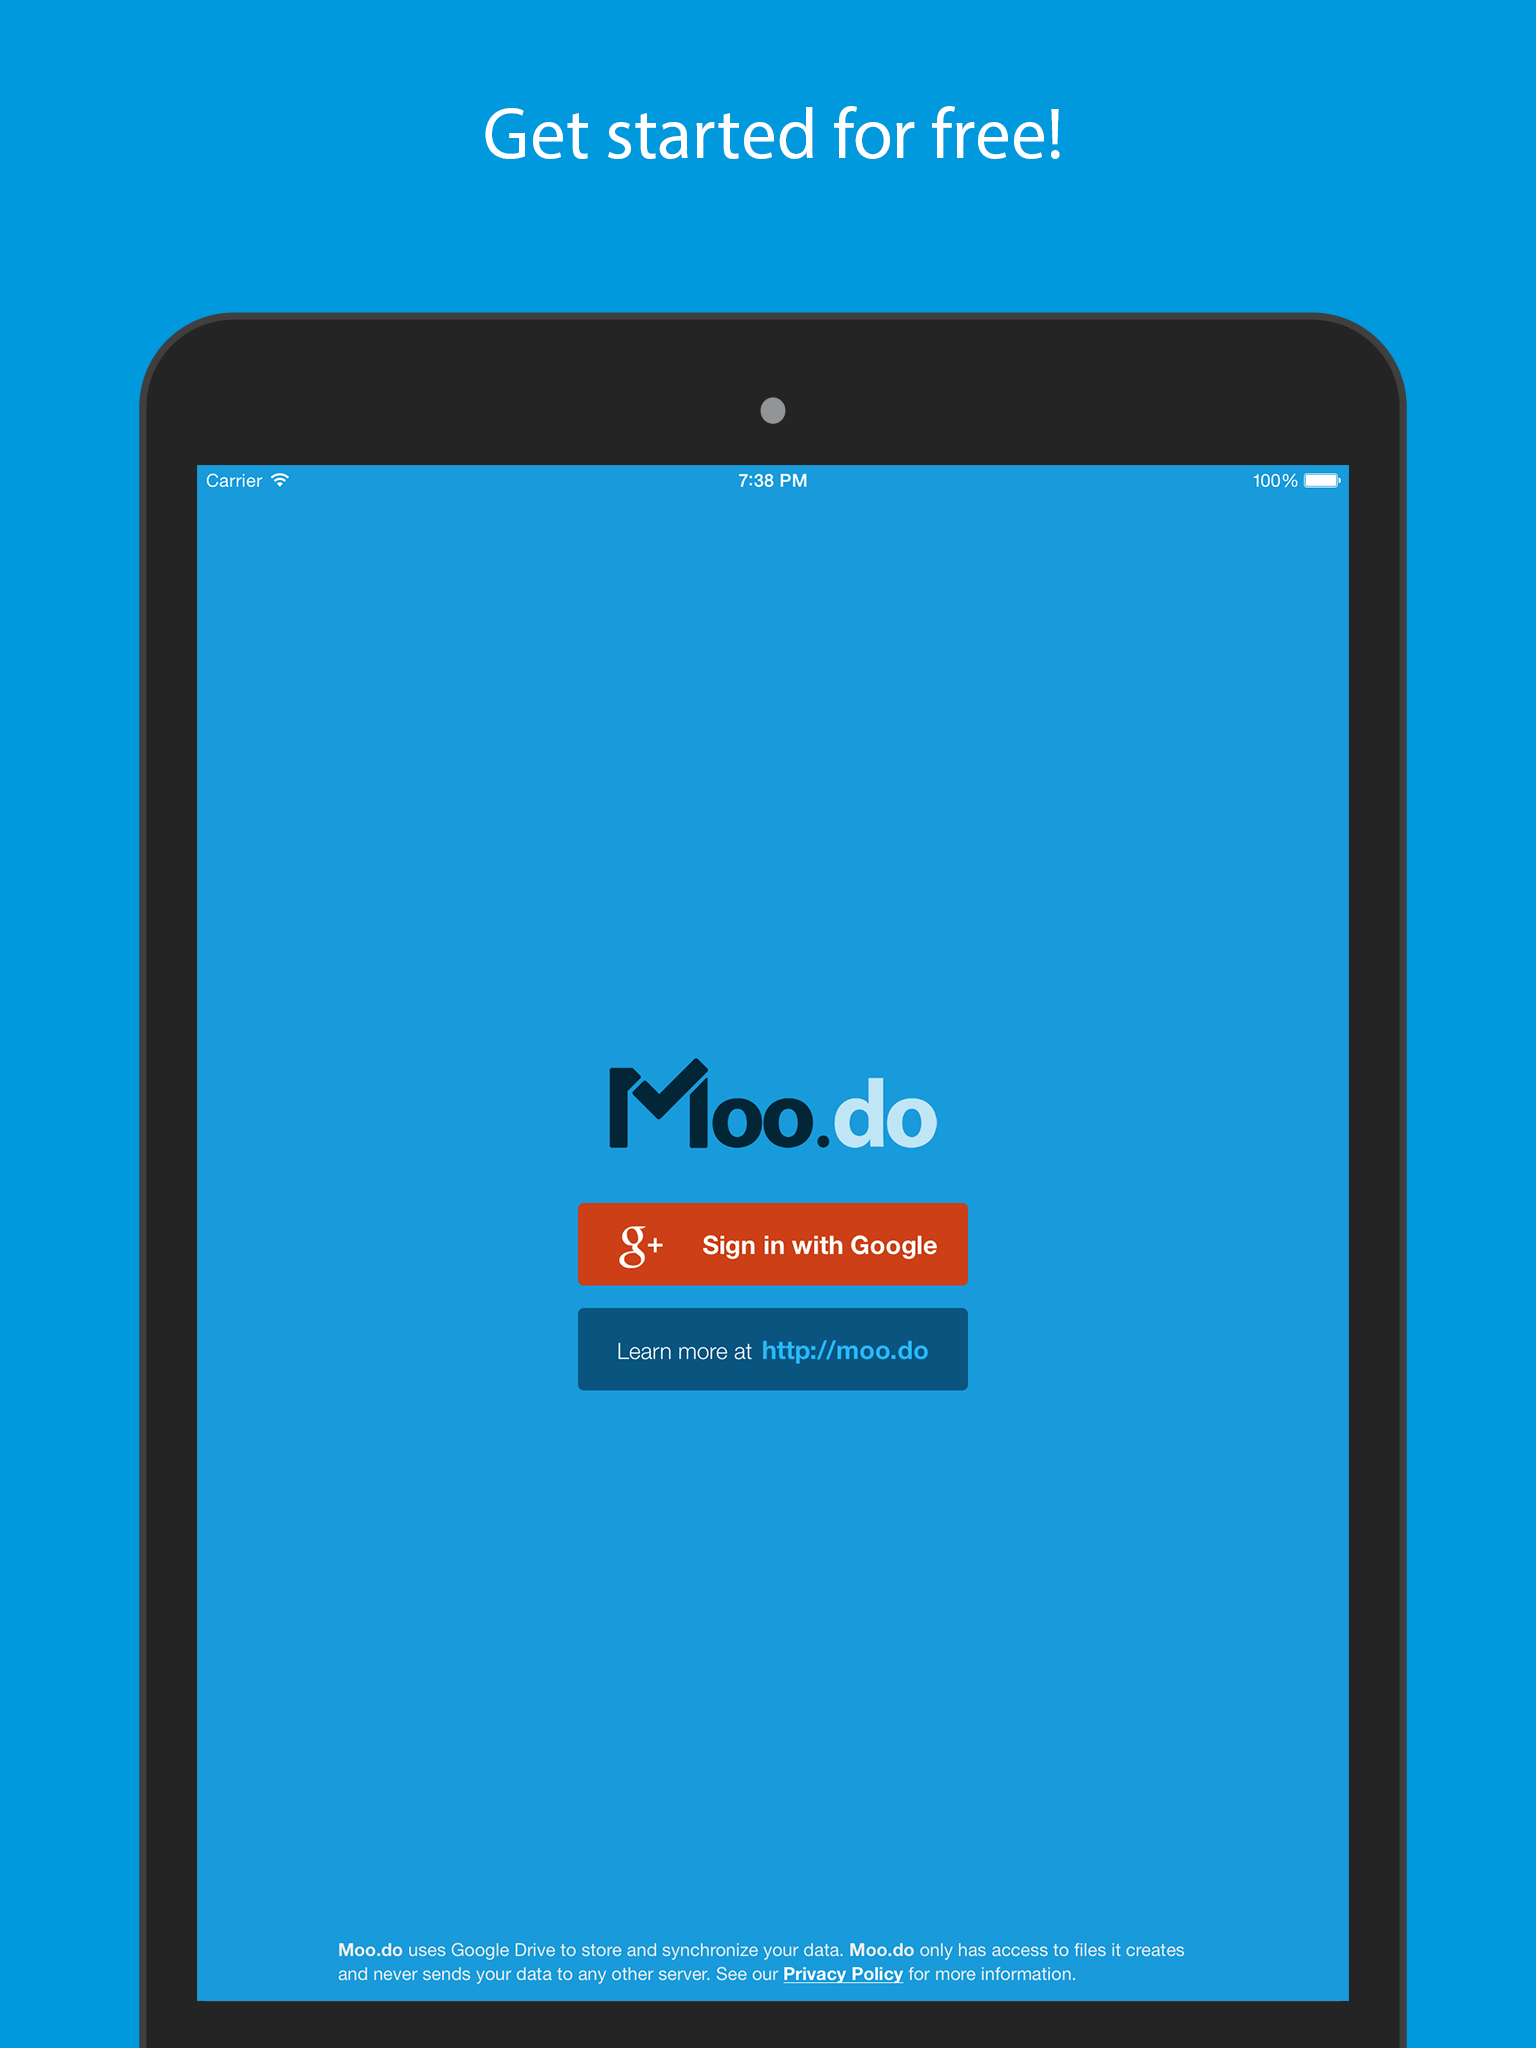 Get started for free!
Carrier 7:38 PM 100%
Moo.do
g+ Sign in with Google
Learn more at http://moo.do
Moo.do uses Google Drive to store and synchronize your data. Moo.do only has access to files it creates
and never sends your data to any other server. See our Privacy Policy for more information.